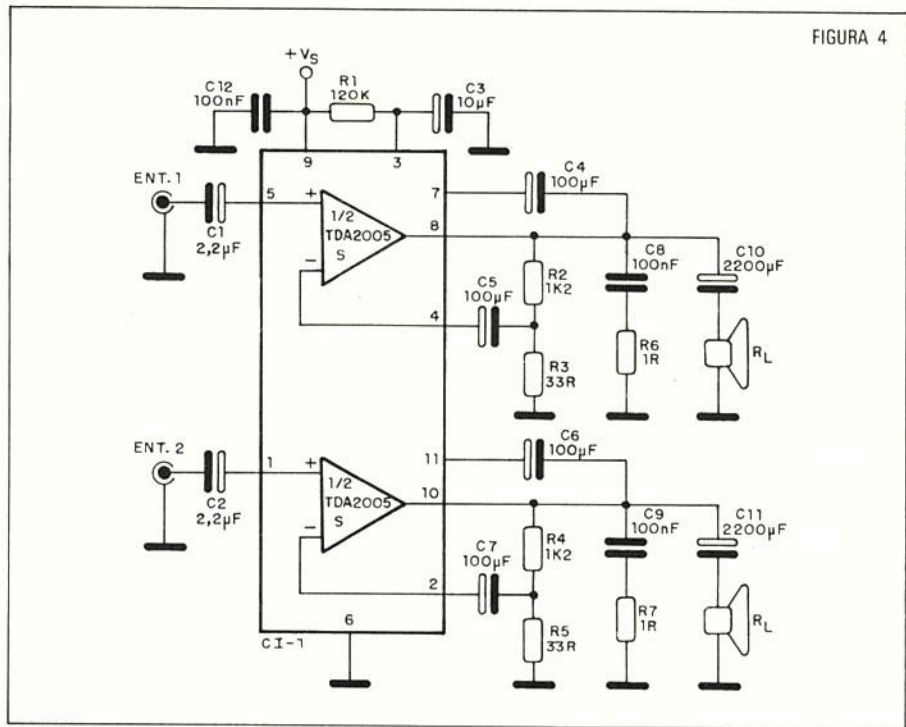 FIGURA 4
+VS
C12
100nF
R1
120K
C3
10µF
9
3
ENT.1
C1
2,2µF
5
+
1/2
TDA2005
S
−
7
8
4
C4
100µF
C5
100µF
R2
1K2
R3
33R
C8
100nF
R6
1R
C10
2200µF
RL
ENT. 2
C2
2,2µF
1
+
1/2
TDA2005
S
−
11
10
2
C6
100µF
C7
100µF
R4
1K2
R5
33R
C9
100nF
R7
1R
C11
2200µF
RL
6
CI-1